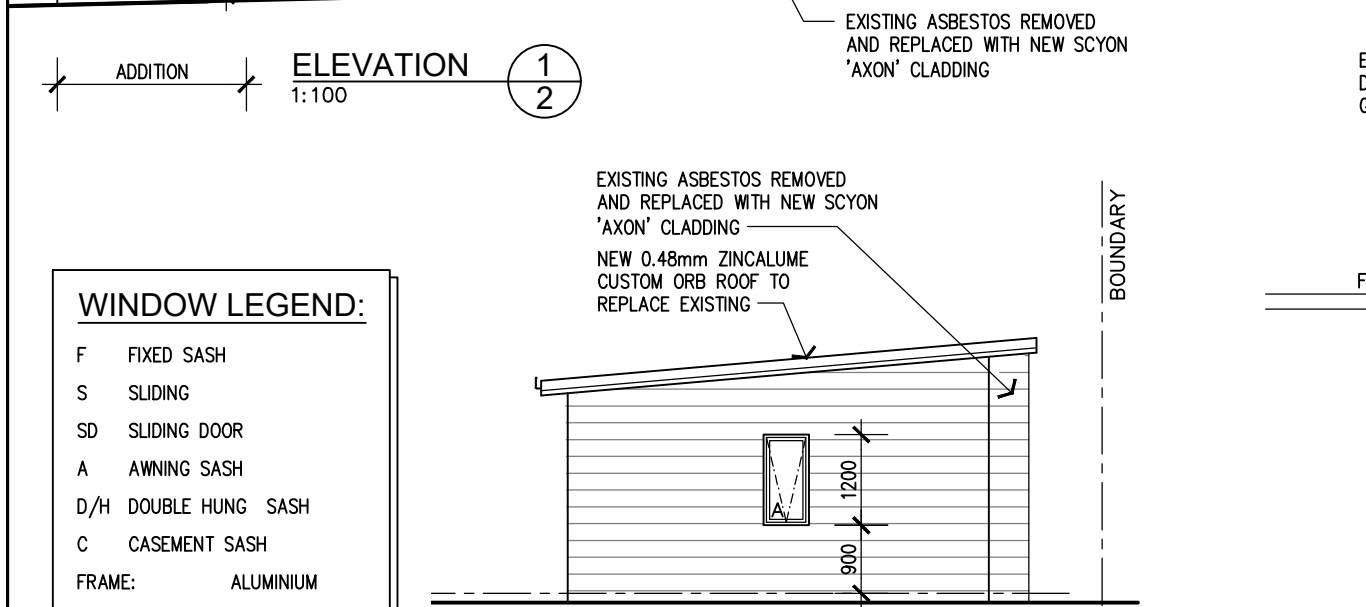 EXISTING ASBESTOS REMOVED
AND REPLACED WITH NEW SCYON
'AXON' CLADDING
ADDITION
ELEVATION
1:100
1
2
EXISTING ASBESTOS REMOVED
AND REPLACED WITH NEW SCYON
'AXON' CLADDING
NEW 0.48mm ZINCALUME
CUSTOM ORB ROOF TO
REPLACE EXISTING
BOUNDARY
WINDOW LEGEND:
F FIXED SASH
S SLIDING
SD SLIDING DOOR
A AWNING SASH
D/H DOUBLE HUNG SASH
C CASEMENT SASH
FRAME: ALUMINIUM
A
1200
900